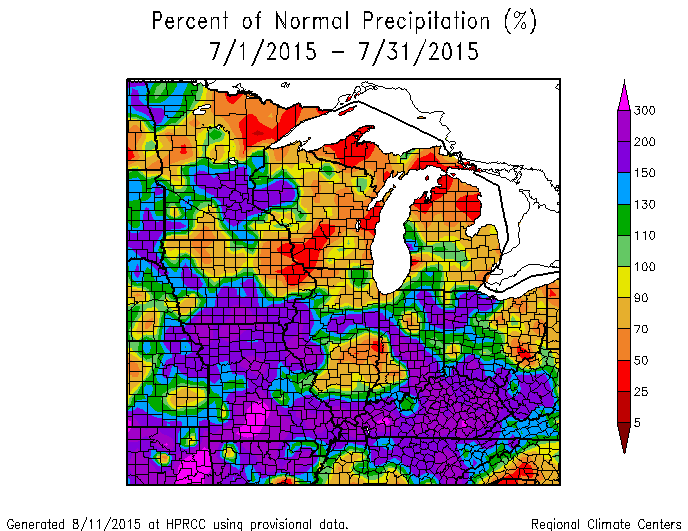 Percent of Normal Precipitation (%)
7/1/2015 – 7/31/2015
300
200
150
130
110
100
90
70
50
25
5
Generated 8/11/2015 at HPRCC using provisional data.
Regional Climate Centers